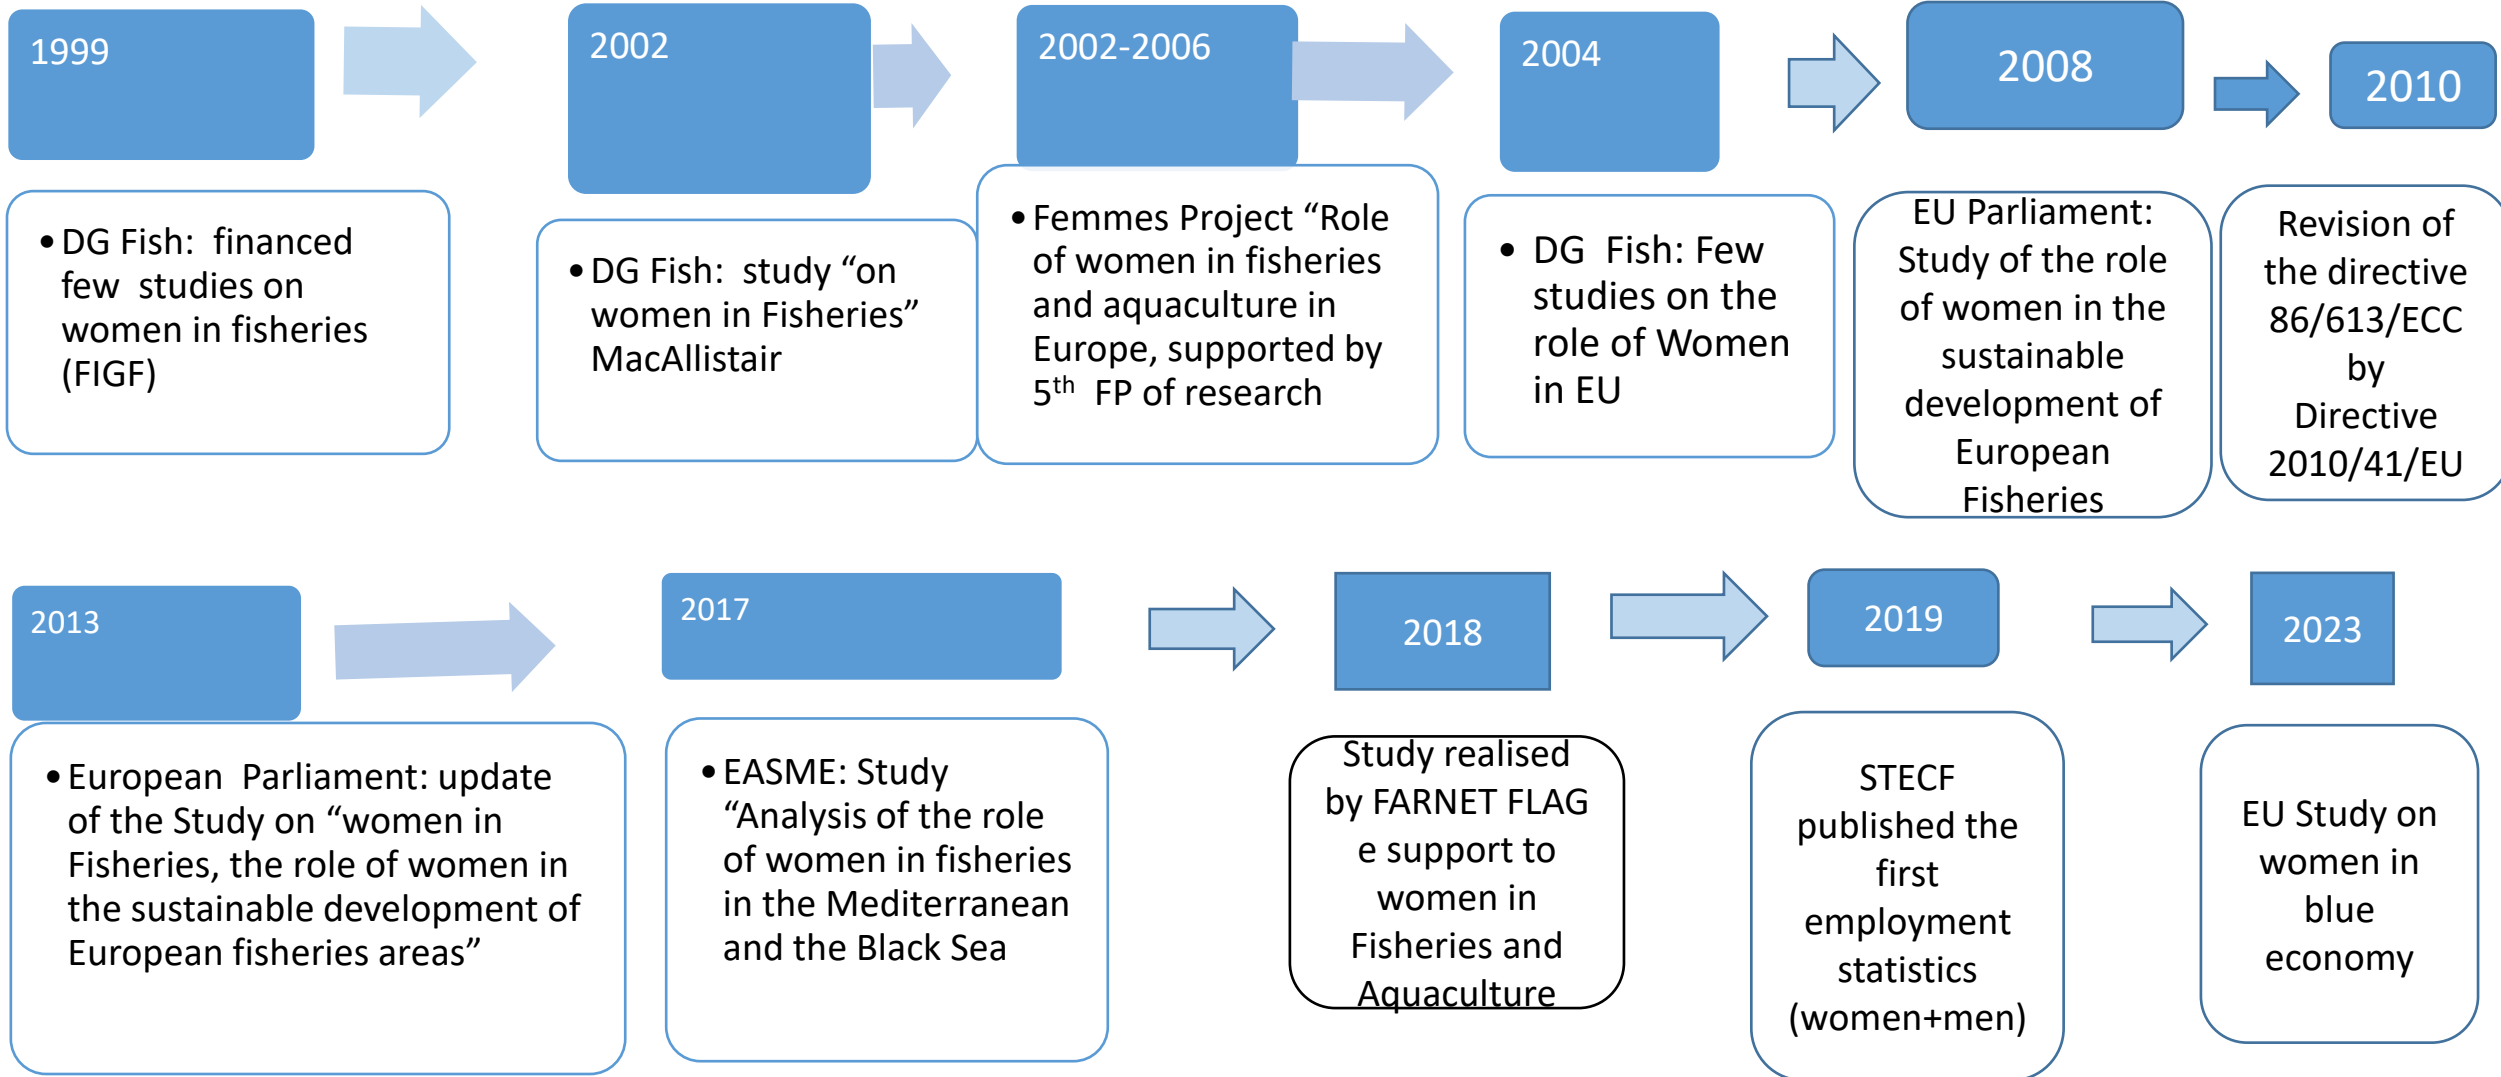 1999
• DG Fish: financed
few studies on
women in fisheries
(FIGF)
2002
• DG Fish: study “on
women in Fisheries”
MacAllistair
2002-2006
• Femmes Project “Role
of women in fisheries
and aquaculture in
Europe, supported by
5th FP of research
2004
• DG Fish: Few
studies on the
role of Women
in EU
2008
EU Parliament:
Study of the role
of women in the
sustainable
development of
European
Fisheries
2010
Revision of
the directive
86/613/ECC
by
Directive
2010/41/EU
2013
• European Parliament: update
of the Study on “women in
Fisheries, the role of women in
the sustainable development of
European fisheries areas”
2017
• EASME: Study
“Analysis of the role
of women in fisheries
in the Mediterranean
and the Black Sea
2018
Study realised
by FARNET FLAG
e support to
women in
Fisheries and
Aquaculture
2019
STECF
published the
first
employment
statistics
(women+men)
2023
EU Study on
women in
blue
economy